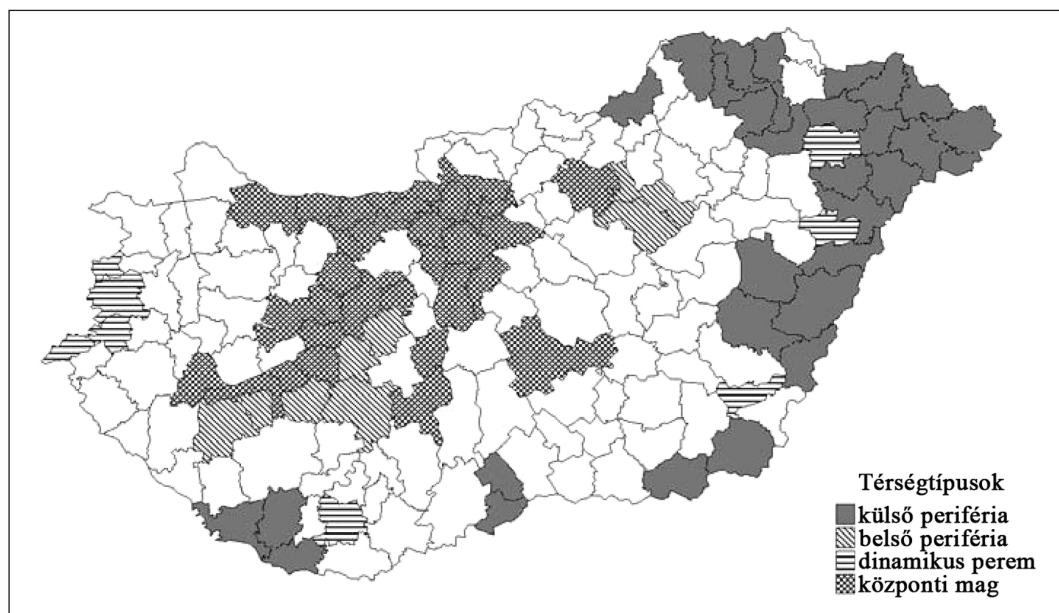 Térségtípusok
külső periféria
belső periféria
dinamikus perem
központi mag